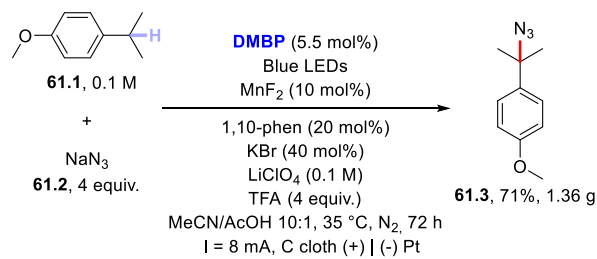 H
O
61.1, 0.1 M
+
NaN₃
61.2, 4 equiv.
DMBP (5.5 mol%)
Blue LEDs
MnF₂ (10 mol%)
1,10-phen (20 mol%)
KBr (40 mol%)
LiClO₄ (0.1 M)
TFA (4 equiv.)
MeCN/AcOH 10:1, 35 °C, N₂, 72 h
I = 8 mA, C cloth (+) | (-) Pt
N₃
O
61.3, 71%, 1.36 g